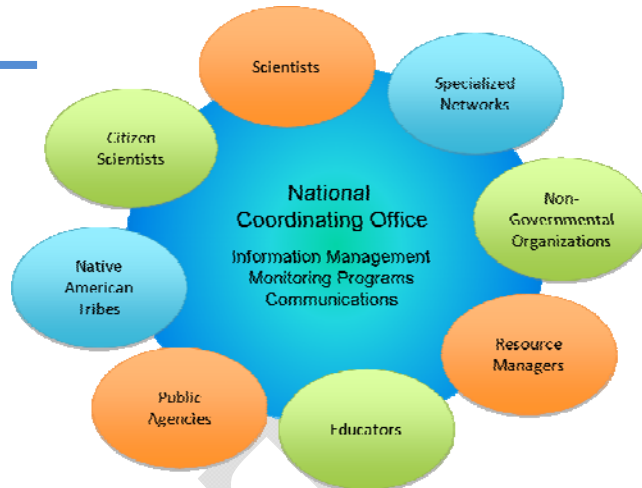 Scientists
Specialized
Networks
Citizen
Scientists
Non-
Governmental
Organizations
National
Coordinating Office
Information Management
Monitoring Programs
Communications
Native
American
Tribes
Resource
Managers
Public
Agencies
Educators